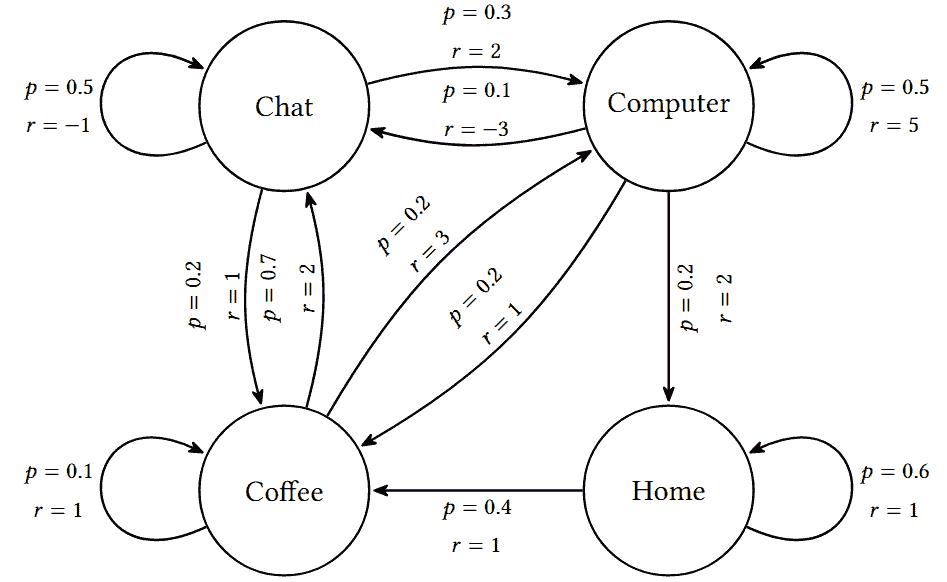 p = 0.3
r = 2
p = 0.5
r = −1
Chat
p = 0.1
r = −3
Computer
p = 0.5
r = 5
p = 0.2
r = 1
p = 0.7
r = 2
p = 0.2
r = 3
p = 0.2
r = 1
p = 0.2
r = 2
p = 0.1
r = 1
Coffee
p = 0.4
r = 1
Home
p = 0.6
r = 1